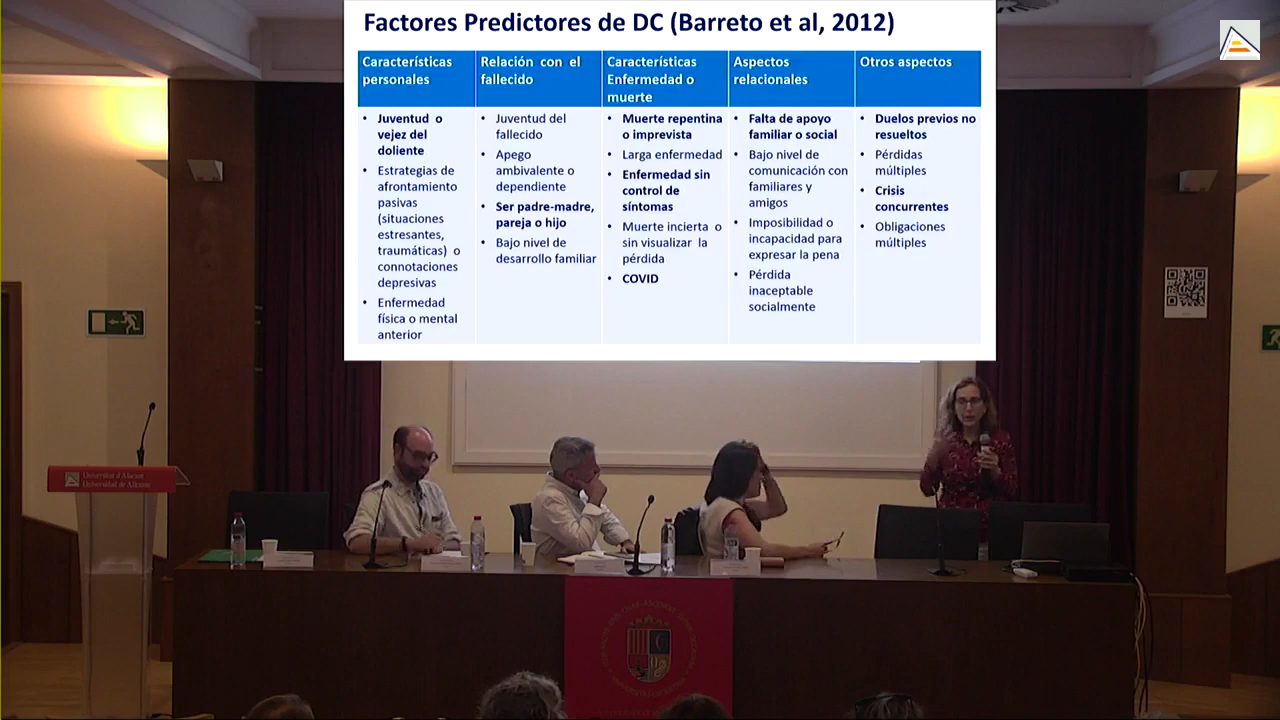 Factores Predictores de DC (Barreto et al, 2012)
Características
personales
Relación con el
fallecido
Características
Enfermedad o
muerte
Aspectos
relacionales
Otros aspectos
• Juventud o
vejez del
doliente
• Estrategias de
afrontamiento
pasivas
(situaciones
estresantes,
traumáticas) o
connotaciones
depresivas
• Enfermedad
física o mental
anterior
• Juventud del
fallecido
• Apego
ambivalente o
dependiente
• Ser padre-madre,
pareja o hijo
• Bajo nivel de
desarrollo familiar
• Muerte repentina
o imprevista
• Larga enfermedad
• Enfermedad sin
control de
síntomas
• Muerte incierta o
sin visualizar la
pérdida
• COVID
• Falta de apoyo
familiar o social
• Bajo nivel de
comunicación con
familiares y
amigos
• Imposibilidad o
incapacidad para
expresar la pena
• Pérdida
inaceptable
socialmente
• Duelos previos no
resueltos
• Pérdidas
múltiples
• Crisis
concurrentes
• Obligaciones
múltiples
Universitat d'Alacant
Universidad de Alicante